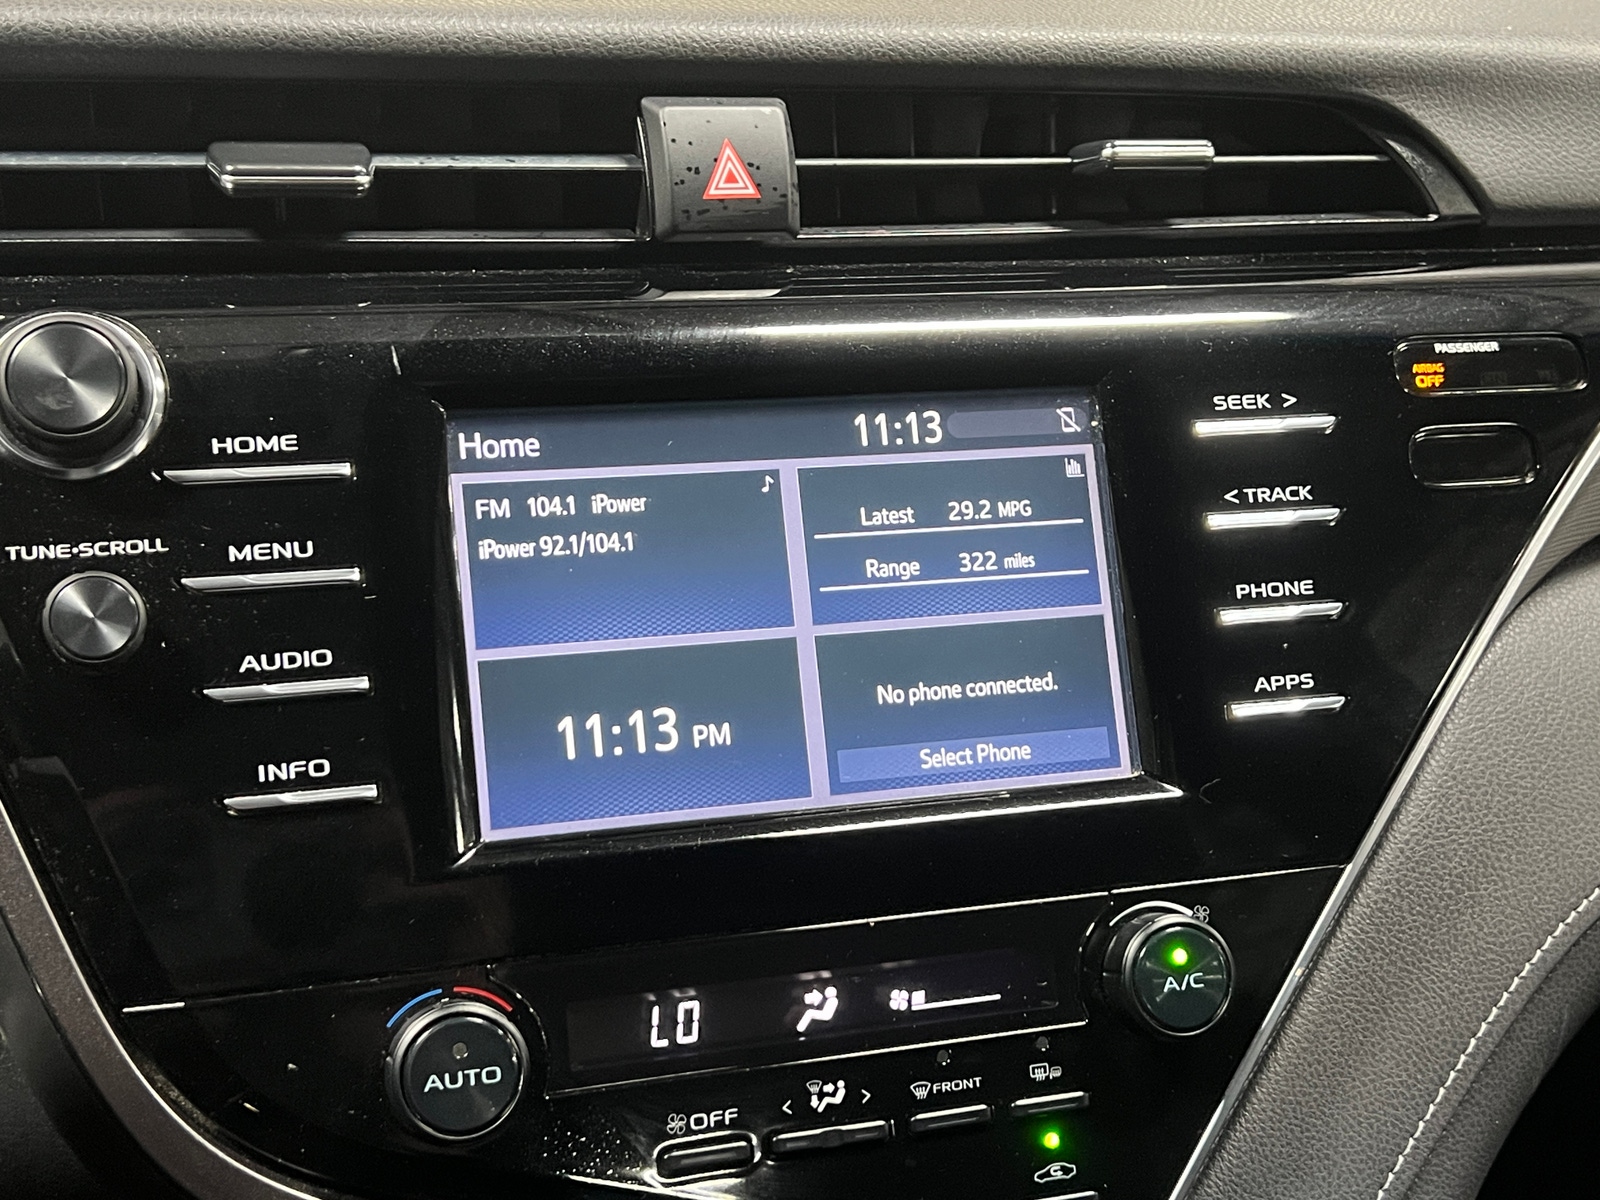 PASSENGER
AIRBAG
OFF
HOME
TUNE•SCROLL
MENU
AUDIO
INFO
Home 11:13
FM 104.1 iPower
iPower 92.1/104.1
Latest 29.2 MPG
Range 322 miles
11:13 PM
No phone connected.
Select Phone
SEEK >
< TRACK
PHONE
APPS
LO
A/C
AUTO
OFF
< >
FRONT